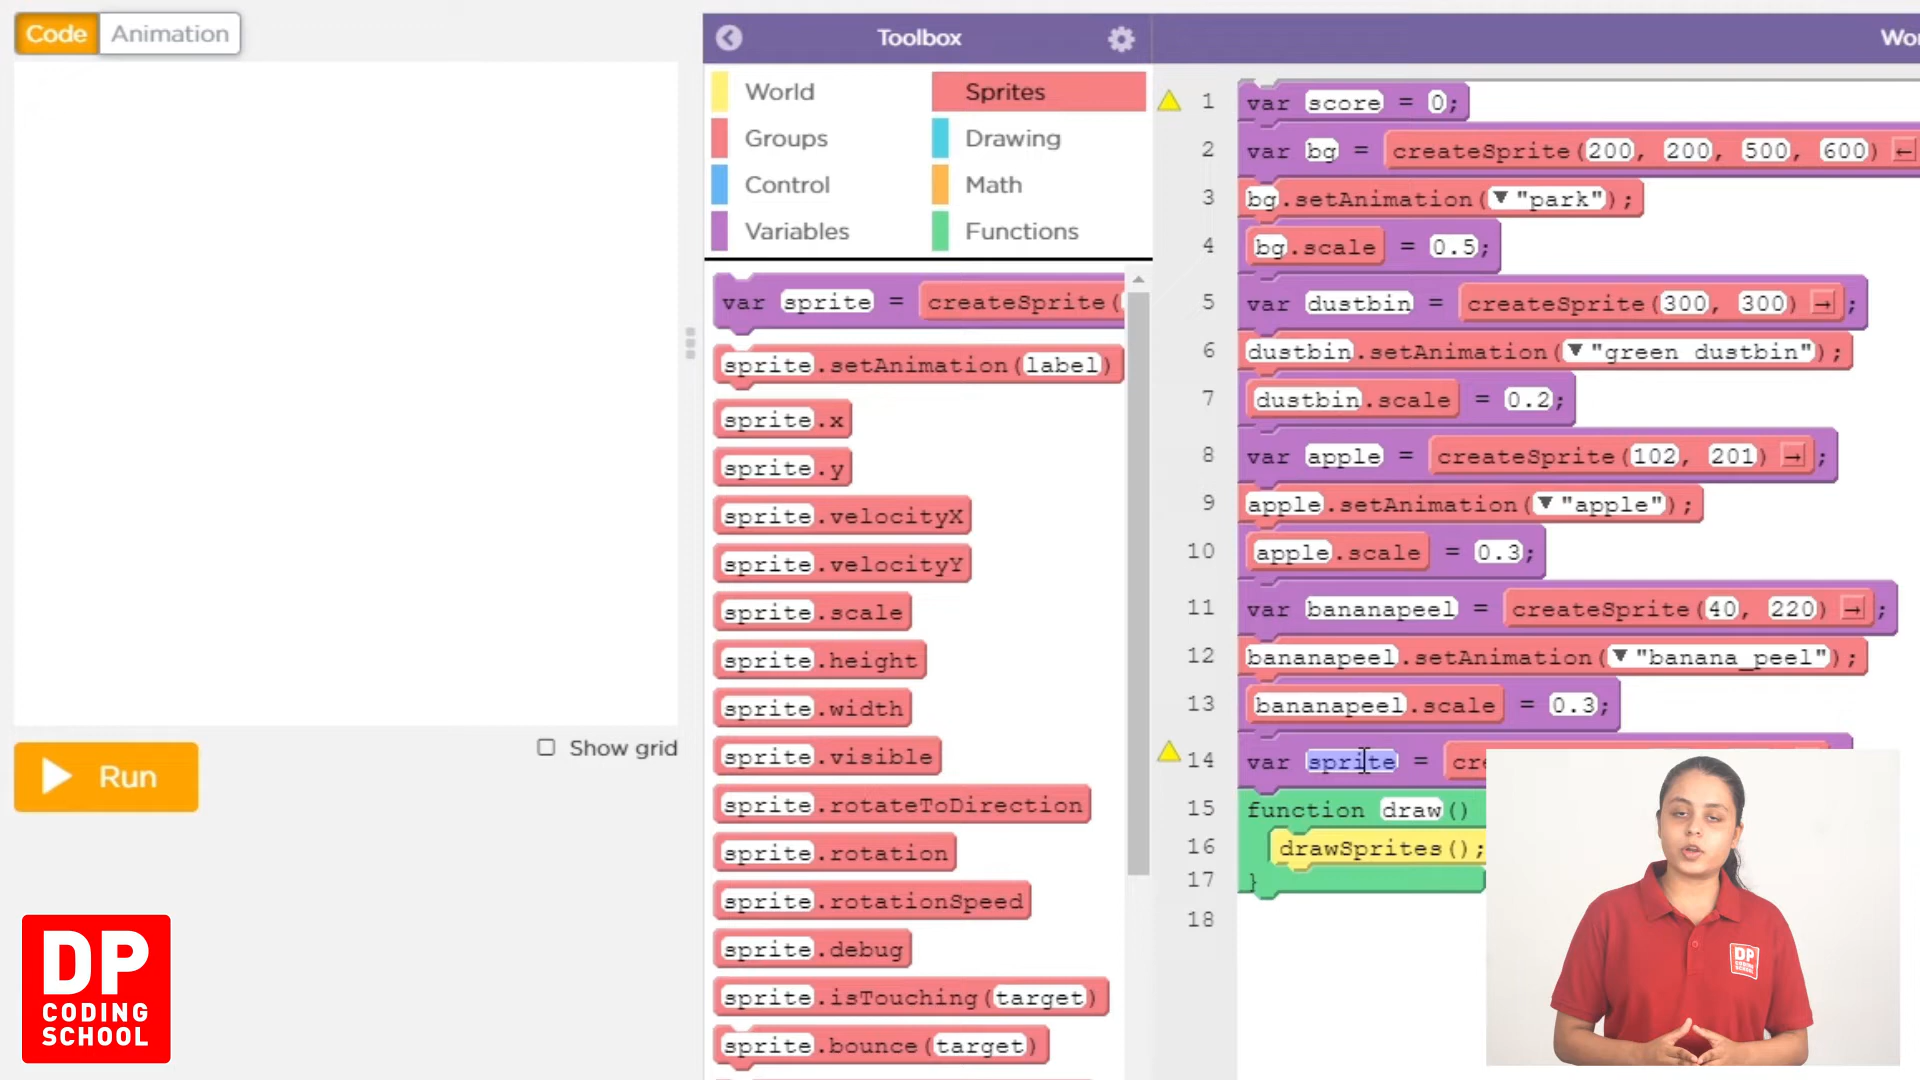 Code Animation
Toolbox
Wor
World
Sprites
Groups
Drawing
Control
Math
Variables
Functions
var sprite = createSprite(
sprite.setAnimation(label)
sprite.x
sprite.y
sprite.velocityX
sprite.velocityY
sprite.scale
sprite.height
sprite.width
sprite.visible
sprite.rotateToDirection
sprite.rotation
sprite.rotationSpeed
sprite.debug
sprite.isTouching(target)
sprite.bounce(target)
1 var score = 0;
2 var bg = createSprite(200, 200, 500, 600) ←
3 bg.setAnimation(▼"park");
4 bg.scale = 0.5;
5 var dustbin = createSprite(300, 300) → ;
6 dustbin.setAnimation(▼"green dustbin");
7 dustbin.scale = 0.2;
8 var apple = createSprite(102, 201) → ;
9 apple.setAnimation(▼"apple");
10 apple.scale = 0.3;
11 var bananapeel = createSprite(40, 220) → ;
12 bananapeel.setAnimation(▼"banana_peel");
13 bananapeel.scale = 0.3;
14 var sprite = cr
15 function draw()
16 drawSprites();
17 }
18
Show grid
Run
DP
CODING
SCHOOL
DP